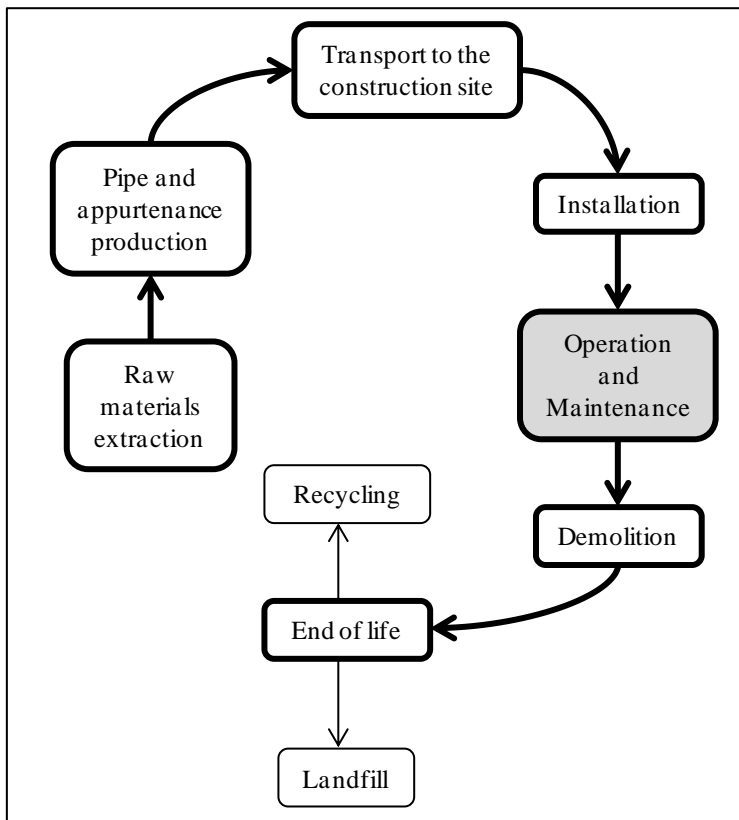 Transport to the
construction site
Pipe and
appurtenance
production
Installation
Raw
materials
extraction
Operation
and
Maintenance
Recycling
Demolition
End of life
Landfill